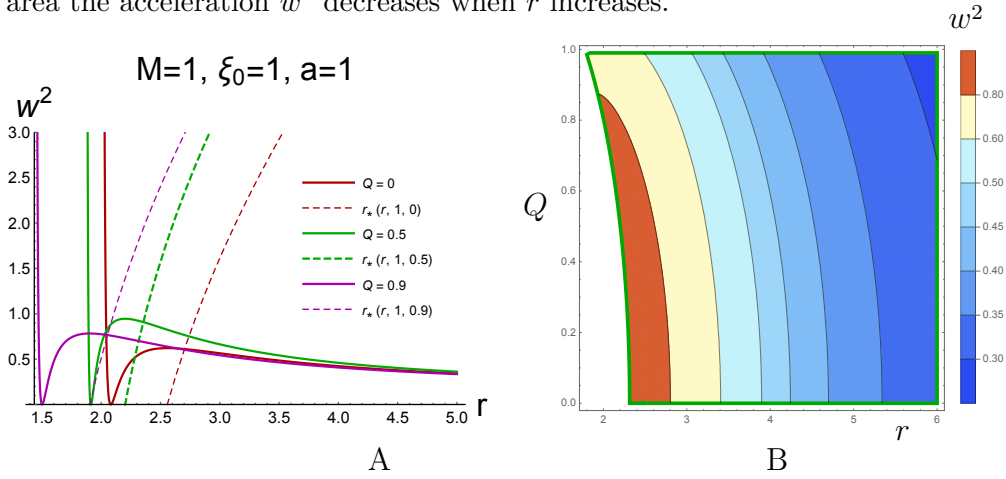 area the acceleration w² decreases when r increases.
M=1, ξ₀=1, a=1
w²
3.0
2.5
2.0
1.5
1.0
0.5
1.5 2.0 2.5 3.0 3.5 4.0 4.5 5.0 r
Q = 0
r⋆ (r, 1, 0)
Q = 0.5
r⋆ (r, 1, 0.5)
Q = 0.9
r⋆ (r, 1, 0.9)
A
w²
Q
1.0
0.8
0.6
0.4
0.2
0.0
2 3 4 5 6
r
0.80
0.60
0.50
0.45
0.35
0.30
B